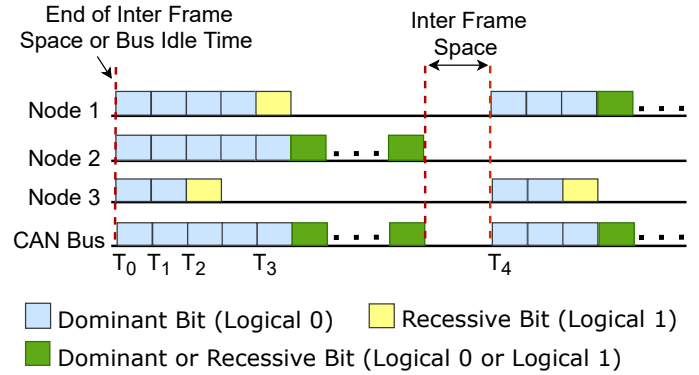 End of Inter Frame
Space or Bus Idle Time
Inter Frame
Space
Node 1
Node 2
Node 3
CAN Bus
T0 T1 T2 T3 T4
Dominant Bit (Logical 0)
Recessive Bit (Logical 1)
Dominant or Recessive Bit (Logical 0 or Logical 1)